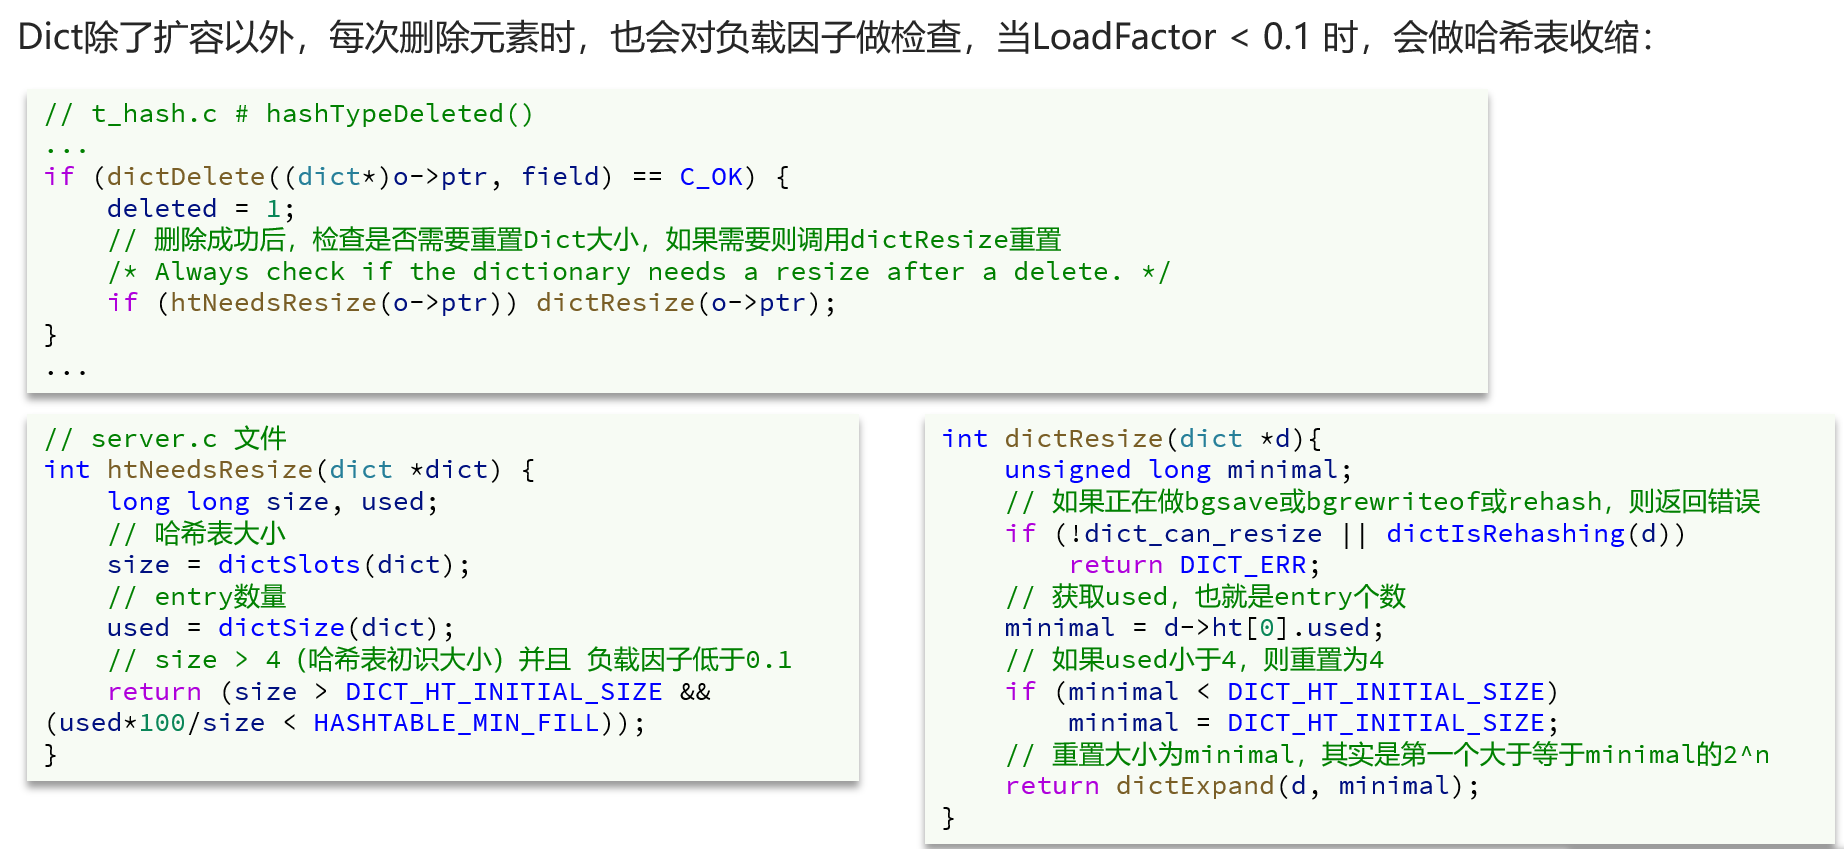 Dict除了扩容以外，每次删除元素时，也会对负载因子做检查，当LoadFactor < 0.1 时，会做哈希表收缩：
// t_hash.c # hashTypeDeleted()
...
if (dictDelete((dict*)o->ptr, field) == C_OK) {
    deleted = 1;
    // 删除成功后，检查是否需要重置Dict大小，如果需要则调用dictResize重置
    /* Always check if the dictionary needs a resize after a delete. */
    if (htNeedsResize(o->ptr)) dictResize(o->ptr);
}
...
// server.c 文件
int htNeedsResize(dict *dict) {
    long long size, used;
    // 哈希表大小
    size = dictSlots(dict);
    // entry数量
    used = dictSize(dict);
    // size > 4（哈希表初识大小）并且 负载因子低于0.1
    return (size > DICT_HT_INITIAL_SIZE &&
(used*100/size < HASHTABLE_MIN_FILL));
}
int dictResize(dict *d){
    unsigned long minimal;
    // 如果正在做bgsave或bgrewriteof或rehash，则返回错误
    if (!dict_can_resize || dictIsRehashing(d))
        return DICT_ERR;
    // 获取used，也就是entry个数
    minimal = d->ht[0].used;
    // 如果used小于4，则重置为4
    if (minimal < DICT_HT_INITIAL_SIZE)
        minimal = DICT_HT_INITIAL_SIZE;
    // 重置大小为minimal，其实是第一个大于等于minimal的2^n
    return dictExpand(d, minimal);
}